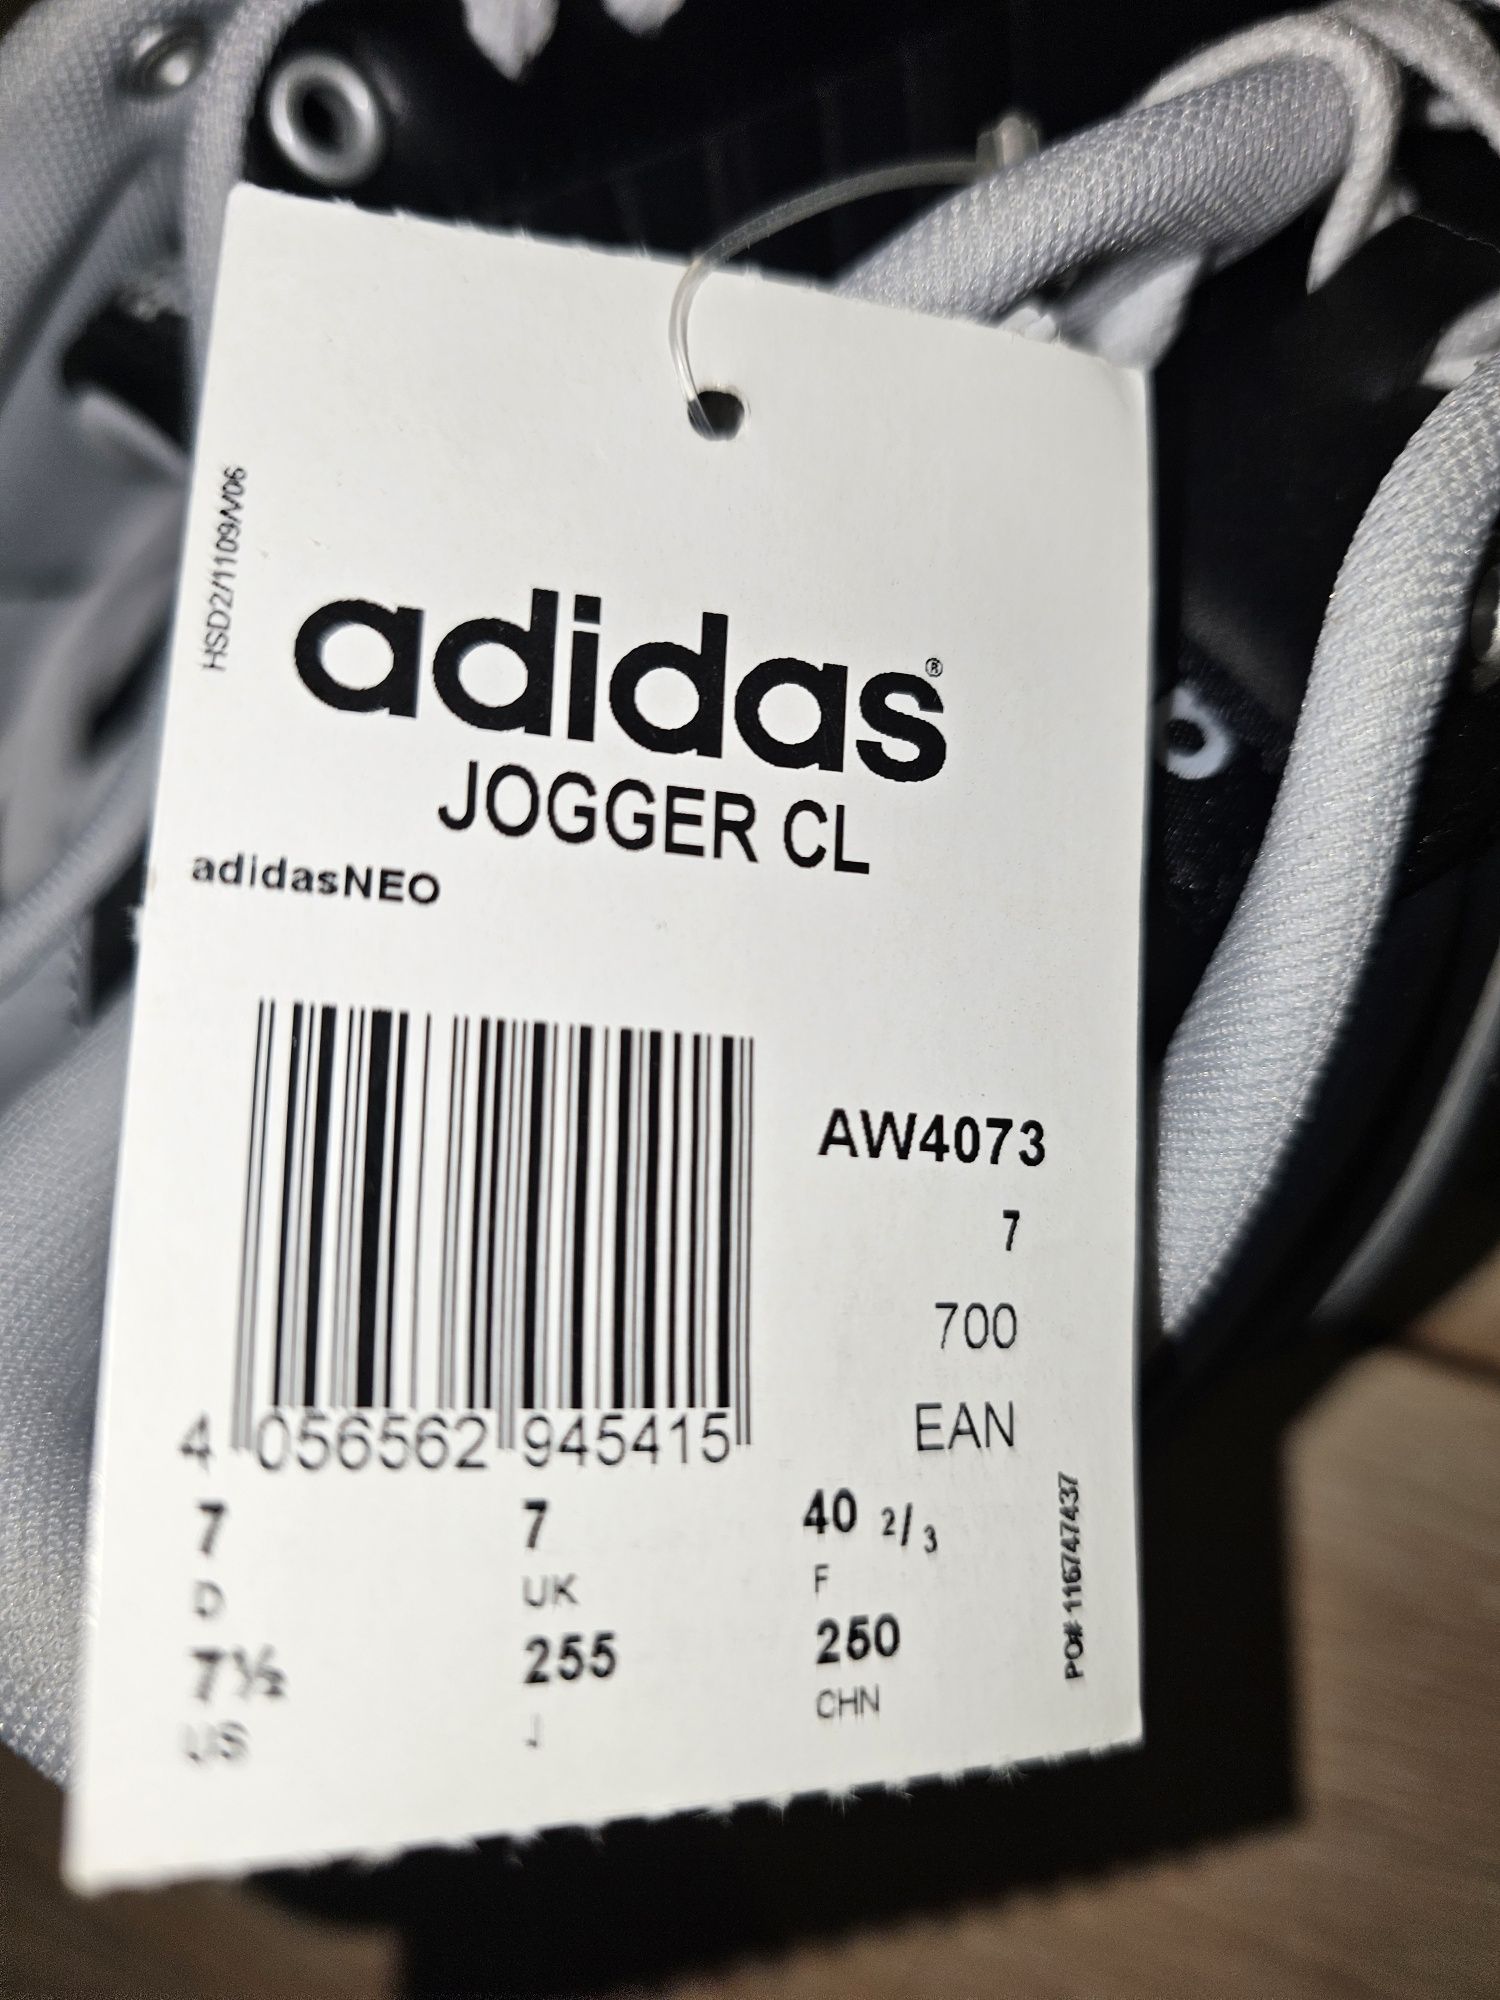 HSD2/1109/V06
adidas®
JOGGER CL
adidasNEO
AW4073
7
700
EAN
4 056562 945415
7 7 40 2/3
D UK F
7½ 255 250
US J CHN
PO# 116747437